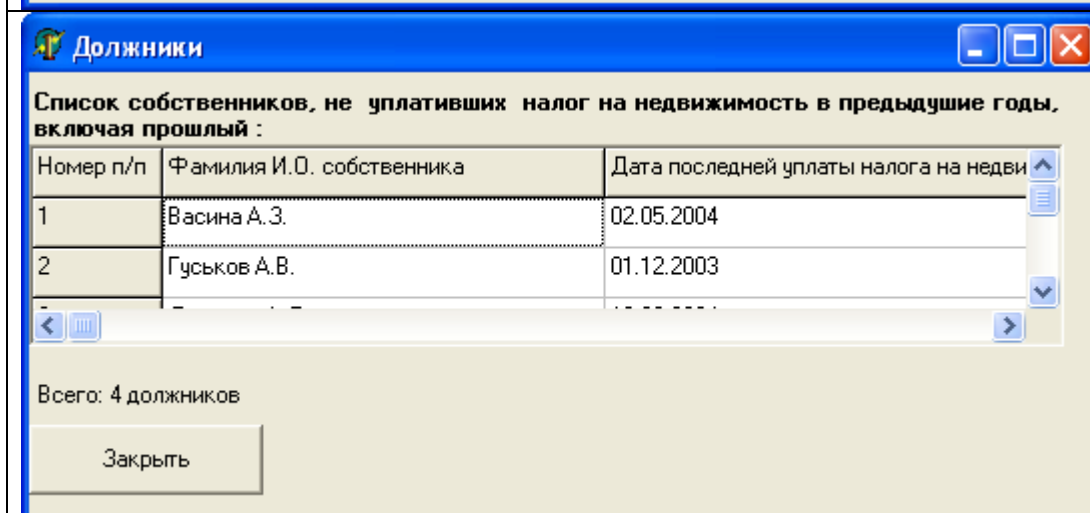 Должники
Список собственников, не уплативших налог на недвижимость в предыдушие годы,
включая прошлый :
Номер п/п Фамилия И.О. собственника Дата последней уплаты налога на недви
1 Васина А.З. 02.05.2004
2 Гуськов А.В. 01.12.2003
Всего: 4 должников
Закрыть